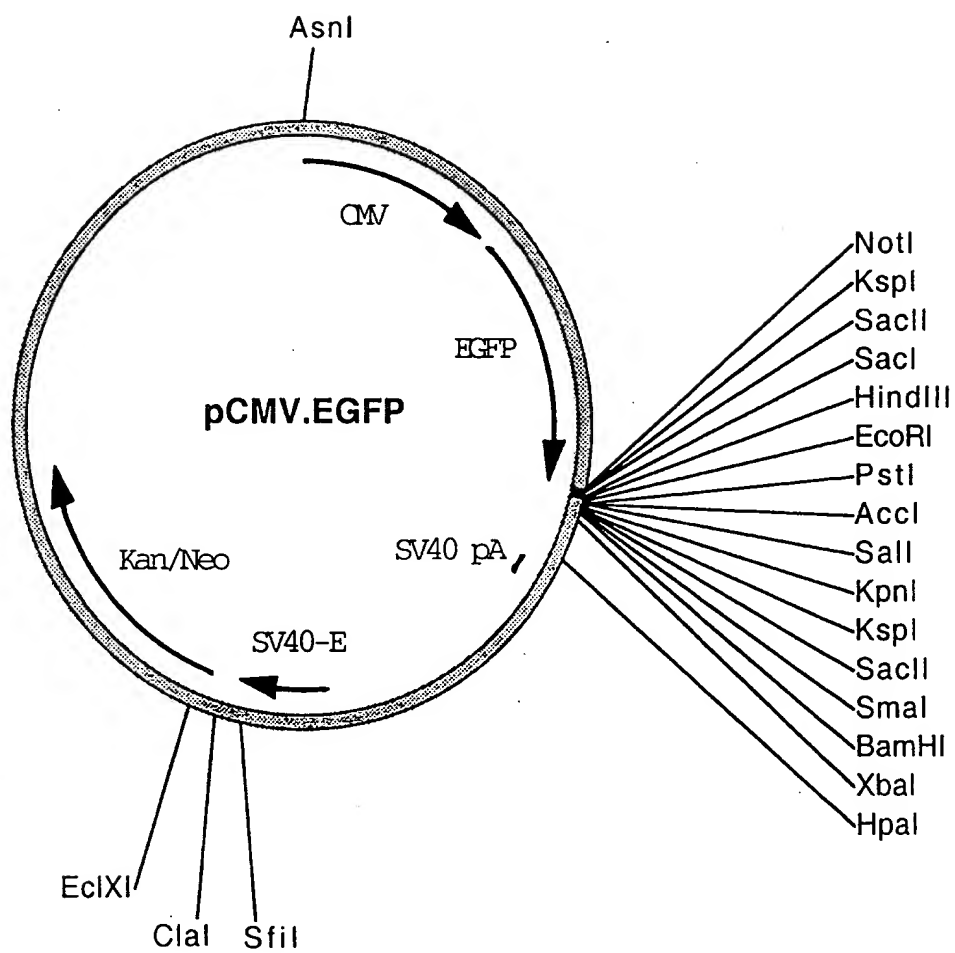 AsnI
CMV
EGFP
pCMV.EGFP
Kan/Neo
SV40 pA
SV40-E
NotI
KspI
SacII
SacI
HindIII
EcoRI
PstI
AccI
SalI
KpnI
KspI
SacII
SmaI
BamHI
XbaI
HpaI
EclXI
ClaI
SfiI